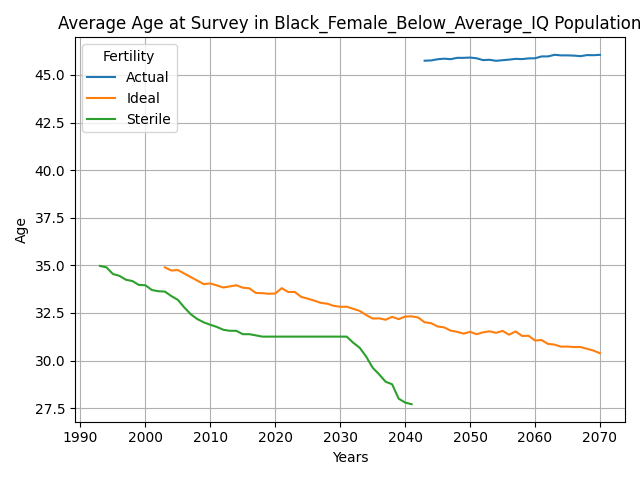 Average Age at Survey in Black_Female_Below_Average_IQ Population
Fertility
Actual
Ideal
Sterile
Age
45.0
42.5
40.0
37.5
35.0
32.5
30.0
27.5
1990 2000 2010 2020 2030 2040 2050 2060 2070
Years